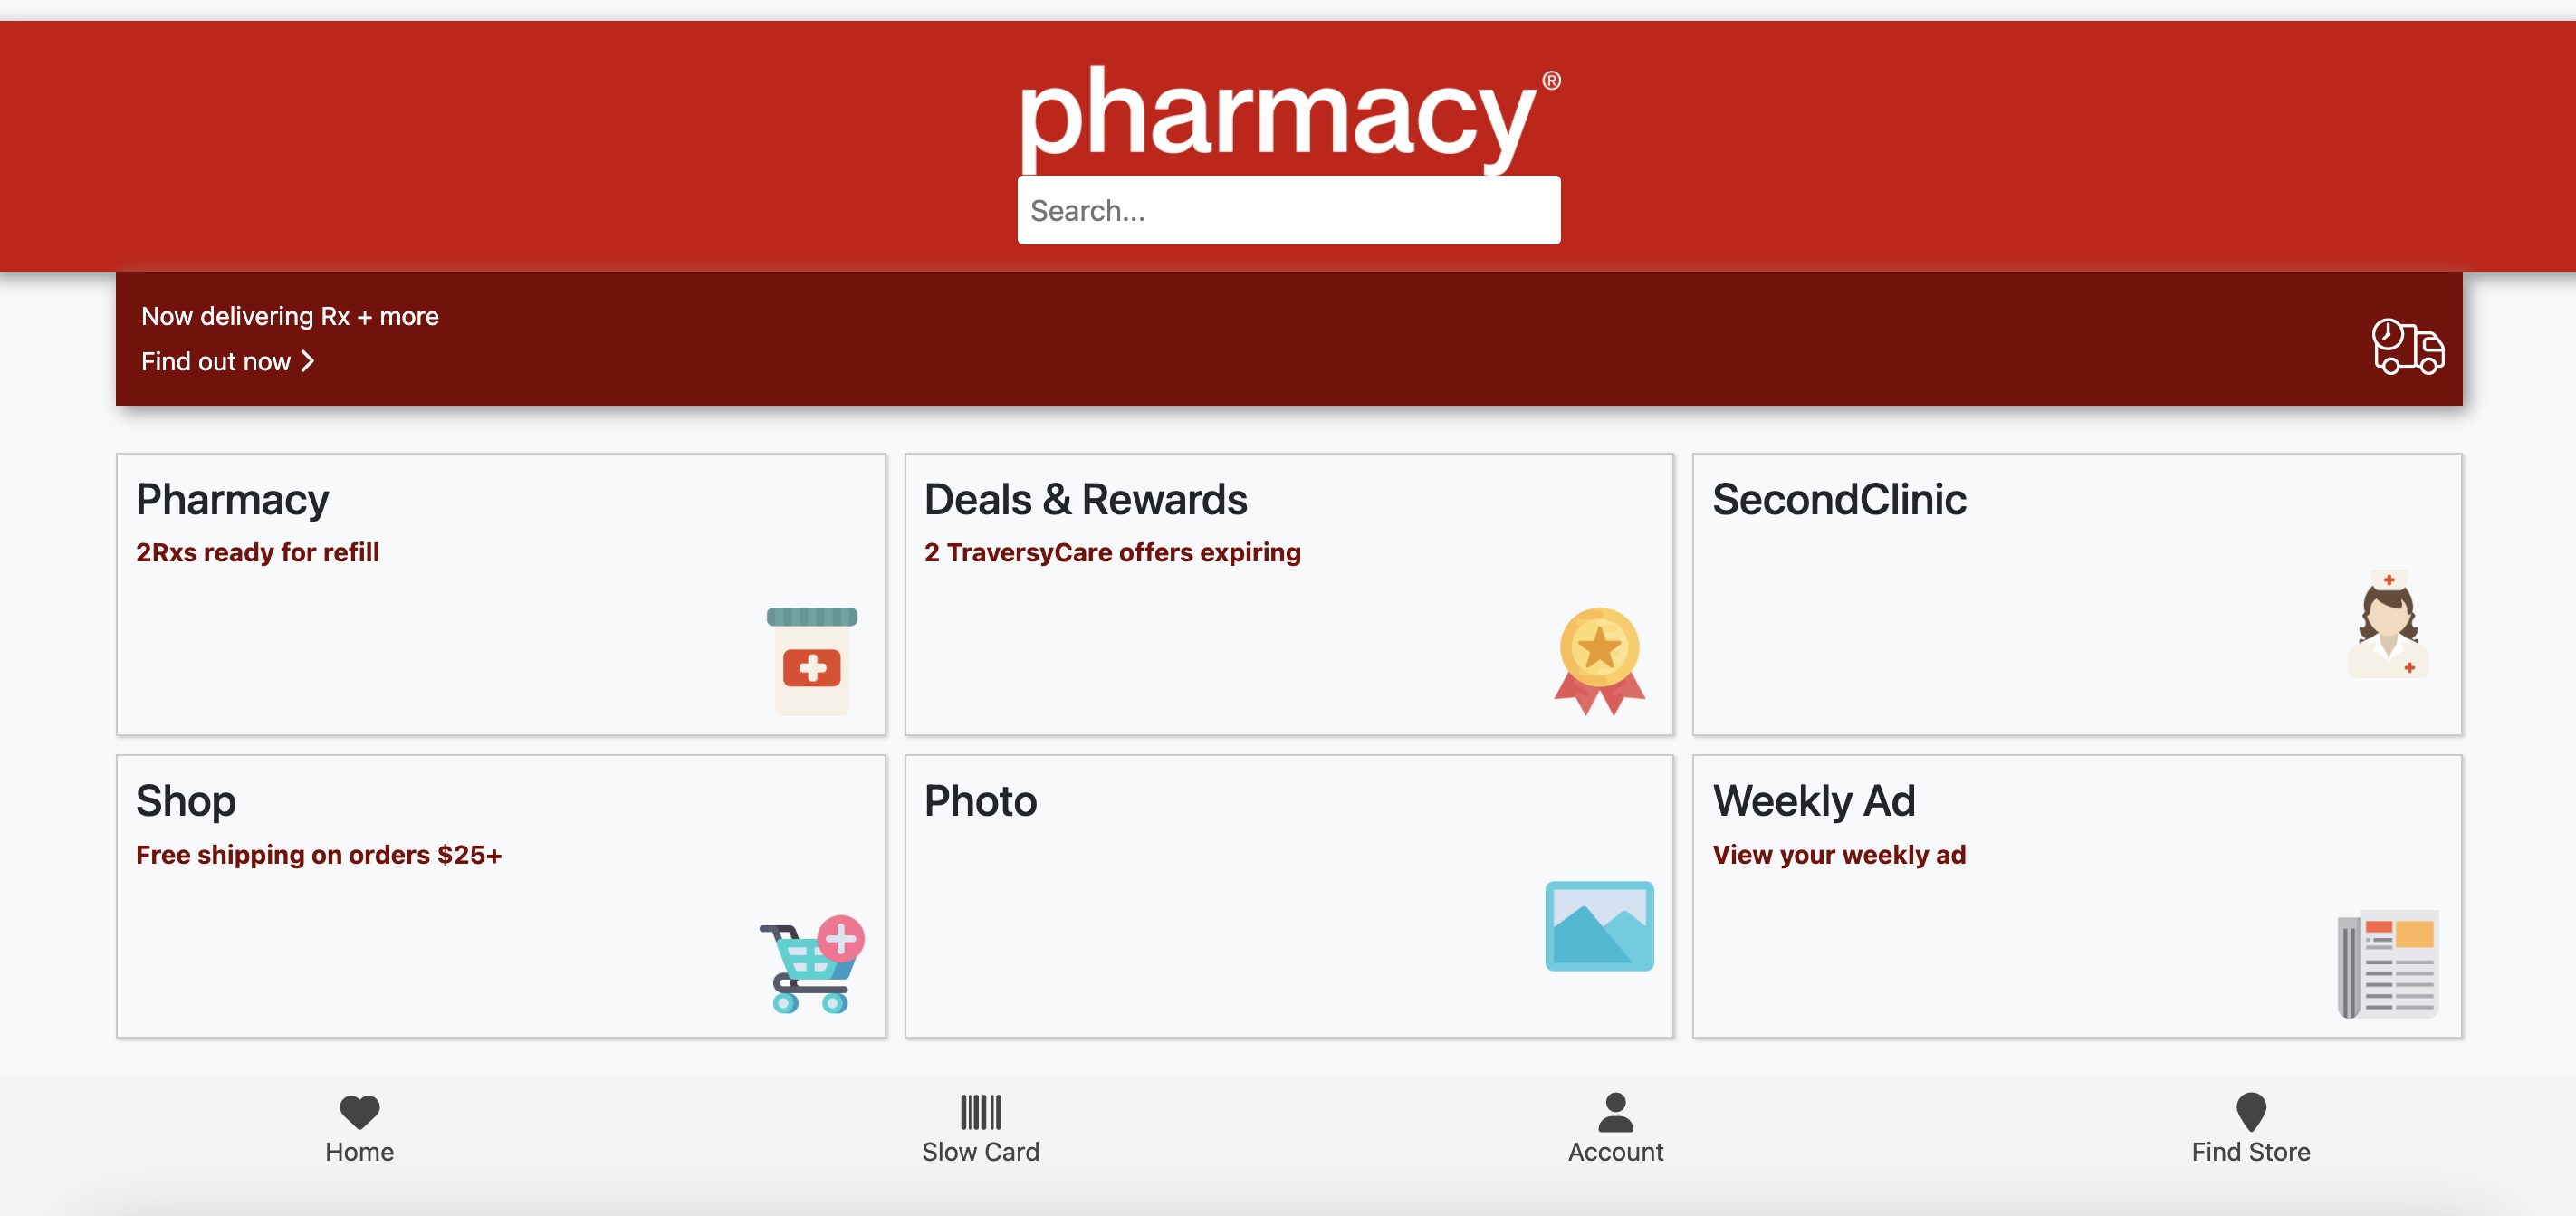 pharmacy®
Search...
Now delivering Rx + more
Find out now
Pharmacy
2Rxs ready for refill
Deals & Rewards
2 TraversyCare offers expiring
SecondClinic
Shop
Free shipping on orders $25+
Photo
Weekly Ad
View your weekly ad
Home
Slow Card
Account
Find Store